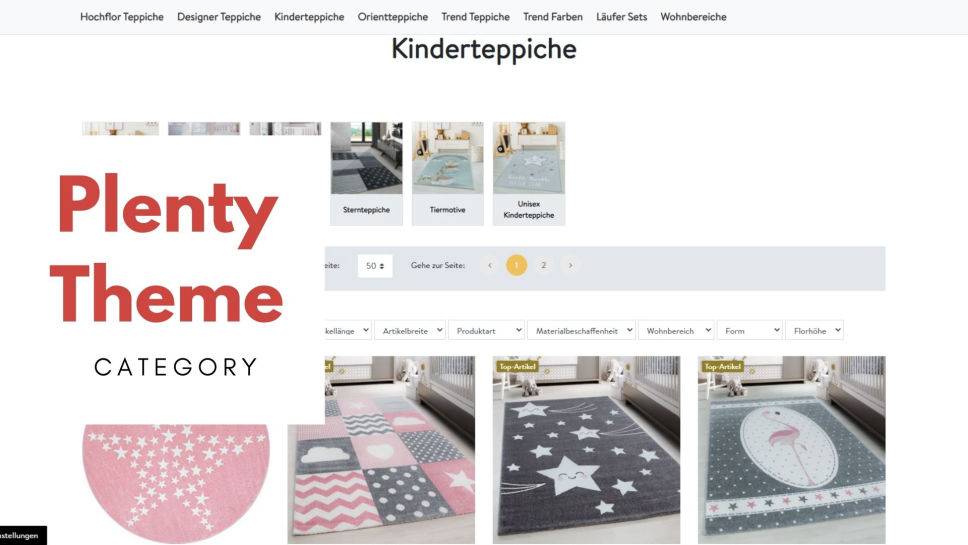 Hochflor Teppiche Designer Teppiche Kinderteppiche Orientteppiche Trend Teppiche Trend Farben Läufer Sets Wohnbereiche
Kinderteppiche
Plenty
Theme
CATEGORY
Sternteppiche
Tiermotive
Unisex
Kinderteppiche
eite: 50 Gehe zur Seite: ‹ 1 2 ›
kellänge Artikelbreite Produktart Materialbeschaffenheit Wohnbereich Form Florhöhe
el
Top-Artikel
Top-Artikel
nstellungen